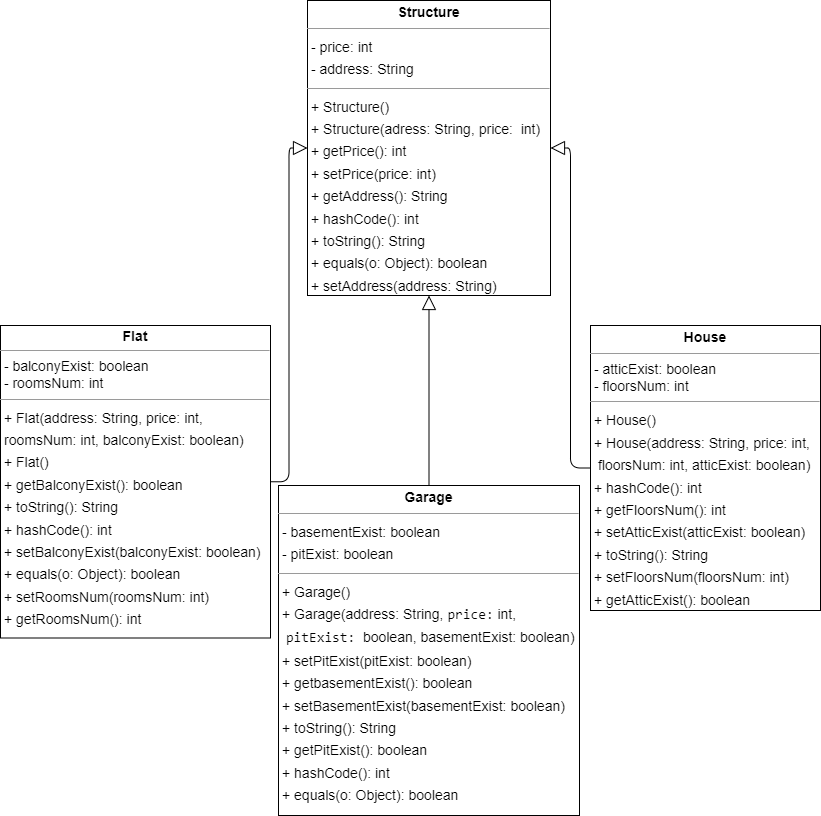 Structure
- price: int
- address: String
+ Structure()
+ Structure(adress: String, price:  int)
+ getPrice(): int
+ setPrice(price: int)
+ getAddress(): String
+ hashCode(): int
+ toString(): String
+ equals(o: Object): boolean
+ setAddress(address: String)
Flat
- balconyExist: boolean
- roomsNum: int
+ Flat(address: String, price: int,
roomsNum: int, balconyExist: boolean)
+ Flat()
+ getBalconyExist(): boolean
+ toString(): String
+ hashCode(): int
+ setBalconyExist(balconyExist: boolean)
+ equals(o: Object): boolean
+ setRoomsNum(roomsNum: int)
+ getRoomsNum(): int
Garage
- basementExist: boolean
- pitExist: boolean
+ Garage()
+ Garage(address: String, price: int,
pitExist: boolean, basementExist: boolean)
+ setPitExist(pitExist: boolean)
+ getbasementExist(): boolean
+ setBasementExist(basementExist: boolean)
+ toString(): String
+ getPitExist(): boolean
+ hashCode(): int
+ equals(o: Object): boolean
House
- atticExist: boolean
- floorsNum: int
+ House()
+ House(address: String, price: int,
floorsNum: int, atticExist: boolean)
+ hashCode(): int
+ getFloorsNum(): int
+ setAtticExist(atticExist: boolean)
+ toString(): String
+ setFloorsNum(floorsNum: int)
+ getAtticExist(): boolean